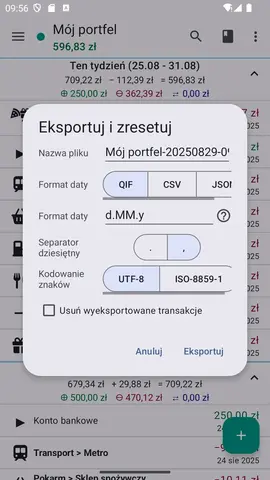 09:56
Mój portfel
596,83 zł
Ten tydzień (25.08 - 31.08)
709,22 zł − 112,39 zł = 596,83 zł
250,00 zł 362,39 zł 0,00 zł
Eksportuj i zresetuj
Nazwa pliku Mój portfel-20250829-09
Format daty QIF CSV JSON
Format daty d.MM.y
Separator dziesiętny . ,
Kodowanie znaków UTF-8 ISO-8859-1
Usuń wyeksportowane transakcje
Anuluj Eksportuj
679,34 zł + 29,88 zł = 709,22 zł
500,00 zł 470,12 zł 0,00 zł
Konto bankowe 250,00 zł
2025
Transport > Metro
24 sie 2025
Pokarm > Sklep spożywczy